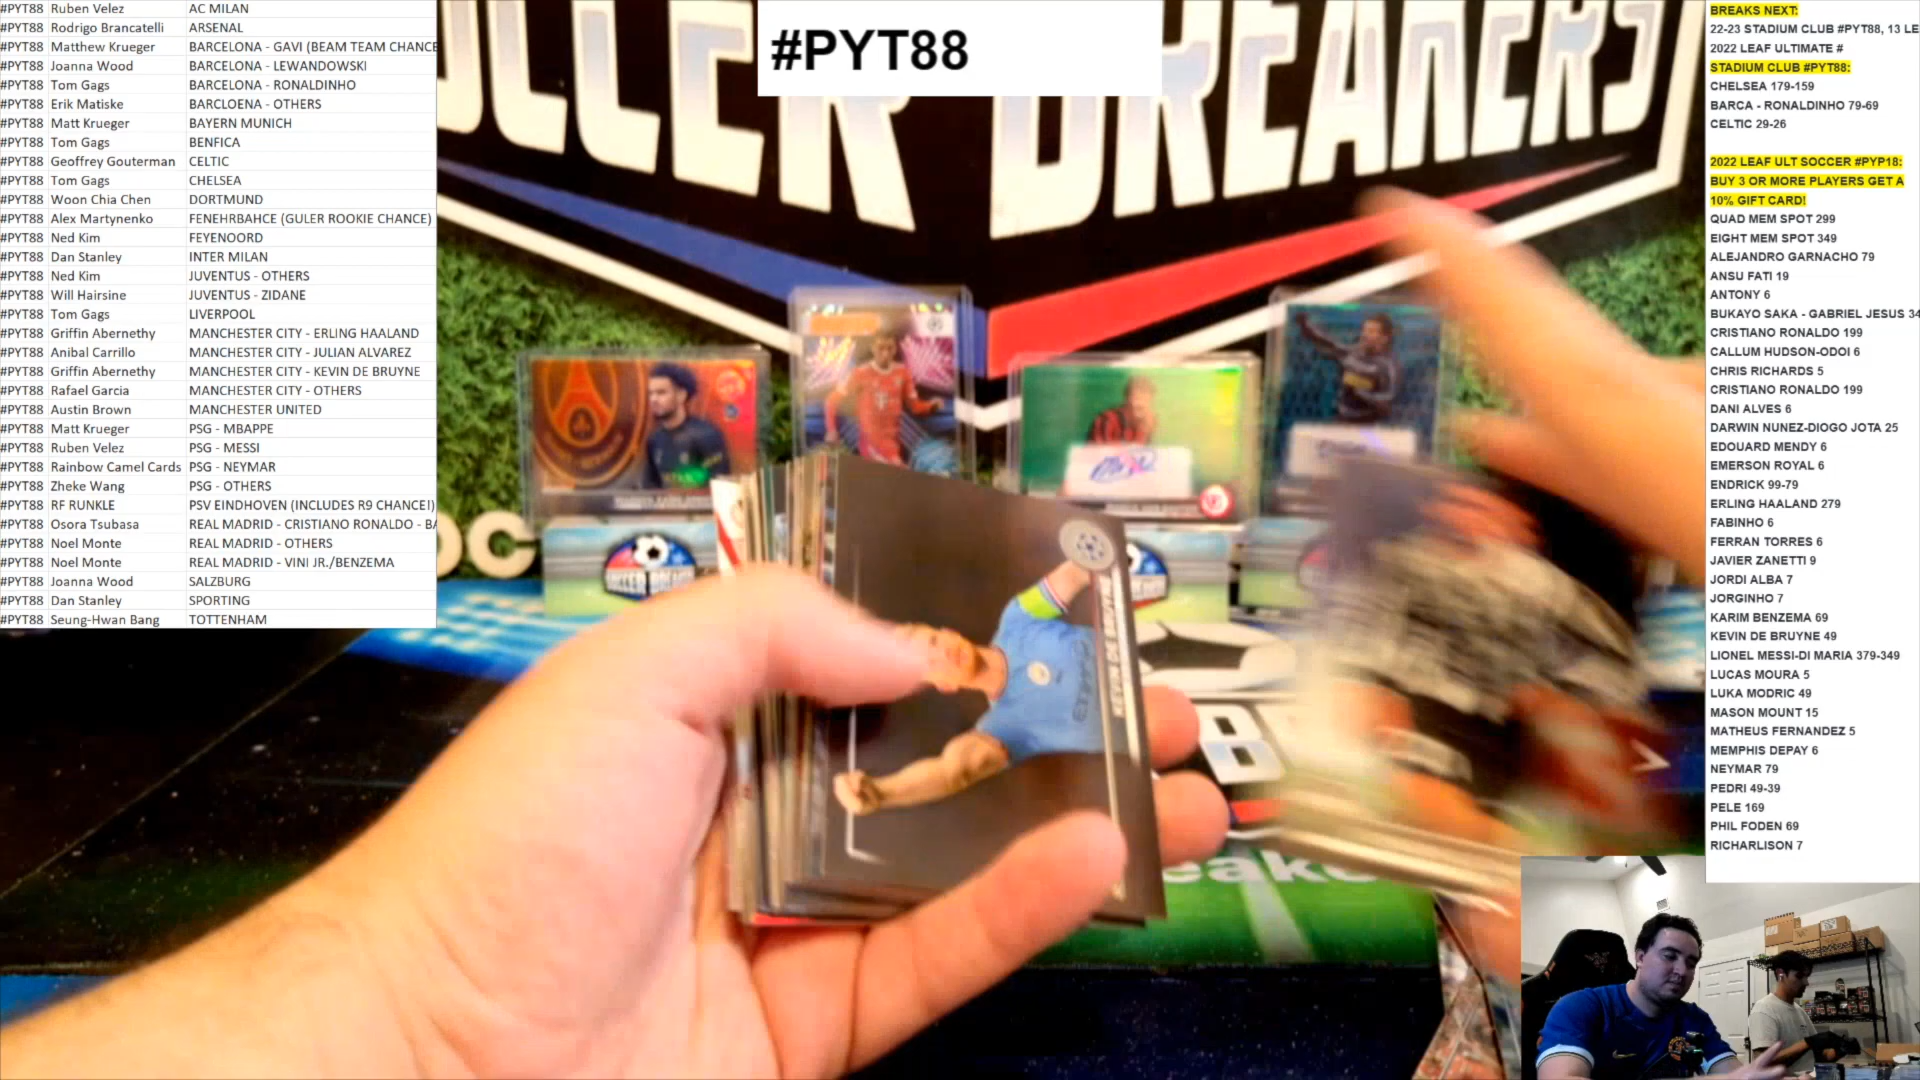 #PYT88 Ruben Velez AC MILAN
#PYT88 Rodrigo Brancatelli ARSENAL
#PYT88 Matthew Krueger BARCELONA - GAVI (BEAM TEAM CHANCE
#PYT88 Joanna Wood BARCELONA - LEWANDOWSKI
#PYT88 Tom Gags BARCELONA - RONALDINHO
#PYT88 Erik Matiske BARCLOENA - OTHERS
#PYT88 Matt Krueger BAYERN MUNICH
#PYT88 Tom Gags BENFICA
#PYT88 Geoffrey Gouterman CELTIC
#PYT88 Tom Gags CHELSEA
#PYT88 Woon Chia Chen DORTMUND
#PYT88 Alex Martynenko FENEHRBAHCE (GULER ROOKIE CHANCE)
#PYT88 Ned Kim FEYENOORD
#PYT88 Dan Stanley INTER MILAN
#PYT88 Ned Kim JUVENTUS - OTHERS
#PYT88 Will Hairsine JUVENTUS - ZIDANE
#PYT88 Tom Gags LIVERPOOL
#PYT88 Griffin Abernethy MANCHESTER CITY - ERLING HAALAND
#PYT88 Anibal Carrillo MANCHESTER CITY - JULIAN ALVAREZ
#PYT88 Griffin Abernethy MANCHESTER CITY - KEVIN DE BRUYNE
#PYT88 Rafael Garcia MANCHESTER CITY - OTHERS
#PYT88 Austin Brown MANCHESTER UNITED
#PYT88 Matt Krueger PSG - MBAPPE
#PYT88 Ruben Velez PSG - MESSI
#PYT88 Rainbow Camel Cards PSG - NEYMAR
#PYT88 Zheke Wang PSG - OTHERS
#PYT88 RF RUNKLE PSV EINDHOVEN (INCLUDES R9 CHANCE!)
#PYT88 Osora Tsubasa REAL MADRID - CRISTIANO RONALDO - BA
#PYT88 Noel Monte REAL MADRID - OTHERS
#PYT88 Noel Monte REAL MADRID - VINI JR./BENZEMA
#PYT88 Joanna Wood SALZBURG
#PYT88 Dan Stanley SPORTING
#PYT88 Seung-Hwan Bang TOTTENHAM
#PYT88
CCER BREAKERS
KEVIN DE BRUYNE
BREAKS NEXT:
22-23 STADIUM CLUB #PYT88, 13 LE
2022 LEAF ULTIMATE #
STADIUM CLUB #PYT88:
CHELSEA 179-159
BARCA - RONALDINHO 79-69
CELTIC 29-26
2022 LEAF ULT SOCCER #PYP18:
BUY 3 OR MORE PLAYERS GET A
10% GIFT CARD!
QUAD MEM SPOT 299
EIGHT MEM SPOT 349
ALEJANDRO GARNACHO 79
ANSU FATI 19
ANTONY 6
BUKAYO SAKA - GABRIEL JESUS 34
CRISTIANO RONALDO 199
CALLUM HUDSON-ODOI 6
CHRIS RICHARDS 5
CRISTIANO RONALDO 199
DANI ALVES 6
DARWIN NUNEZ-DIOGO JOTA 25
EDOUARD MENDY 6
EMERSON ROYAL 6
ENDRICK 99-79
ERLING HAALAND 279
FABINHO 6
FERRAN TORRES 6
JAVIER ZANETTI 9
JORDI ALBA 7
JORGINHO 7
KARIM BENZEMA 69
KEVIN DE BRUYNE 49
LIONEL MESSI-DI MARIA 379-349
LUCAS MOURA 5
LUKA MODRIC 49
MASON MOUNT 15
MATHEUS FERNANDEZ 5
MEMPHIS DEPAY 6
NEYMAR 79
PEDRI 49-39
PELE 169
PHIL FODEN 69
RICHARLISON 7